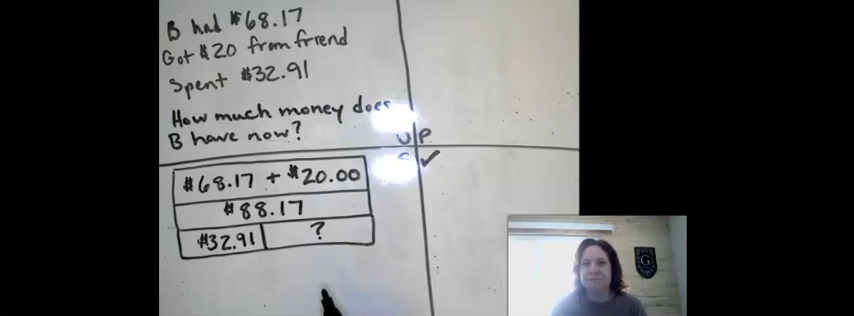 B had $68.17
Got $20 from friend
Spent $32.91
How much money does
B have now?
U P
S ✓
$68.17 + $20.00
$88.17
$32.91 ?
G